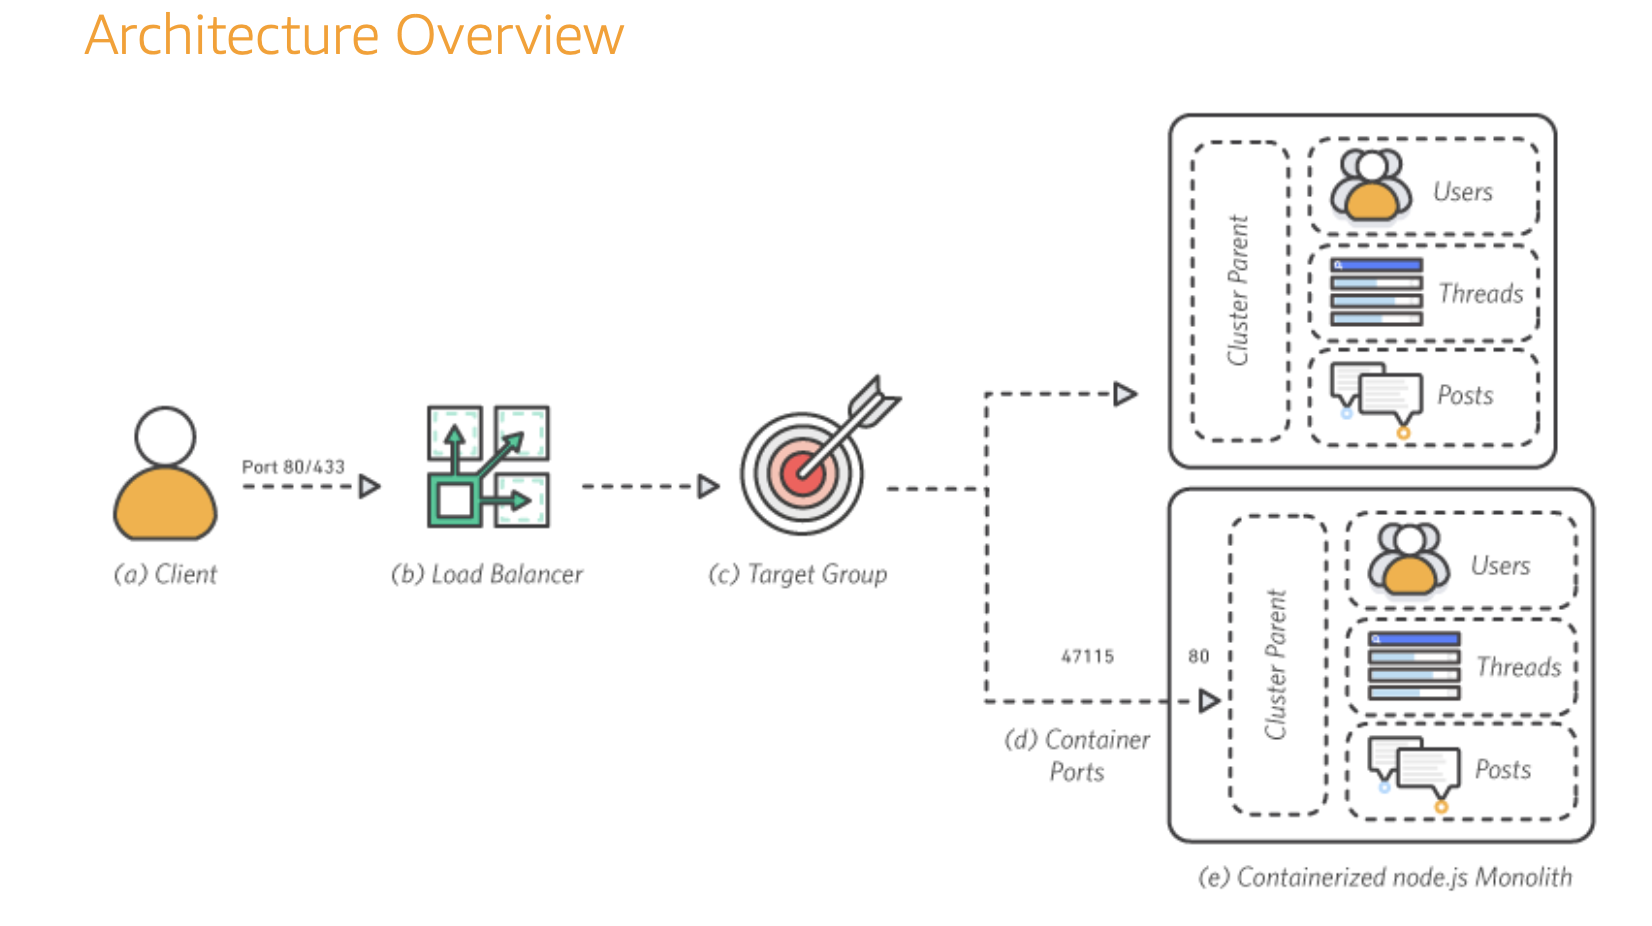 Architecture Overview
Cluster Parent
Users
Threads
Posts
Port 80/433
(a) Client
(b) Load Balancer
(c) Target Group
47115
80
(d) Container
Ports
Cluster Parent
Users
Threads
Posts
(e) Containerized node.js Monolith